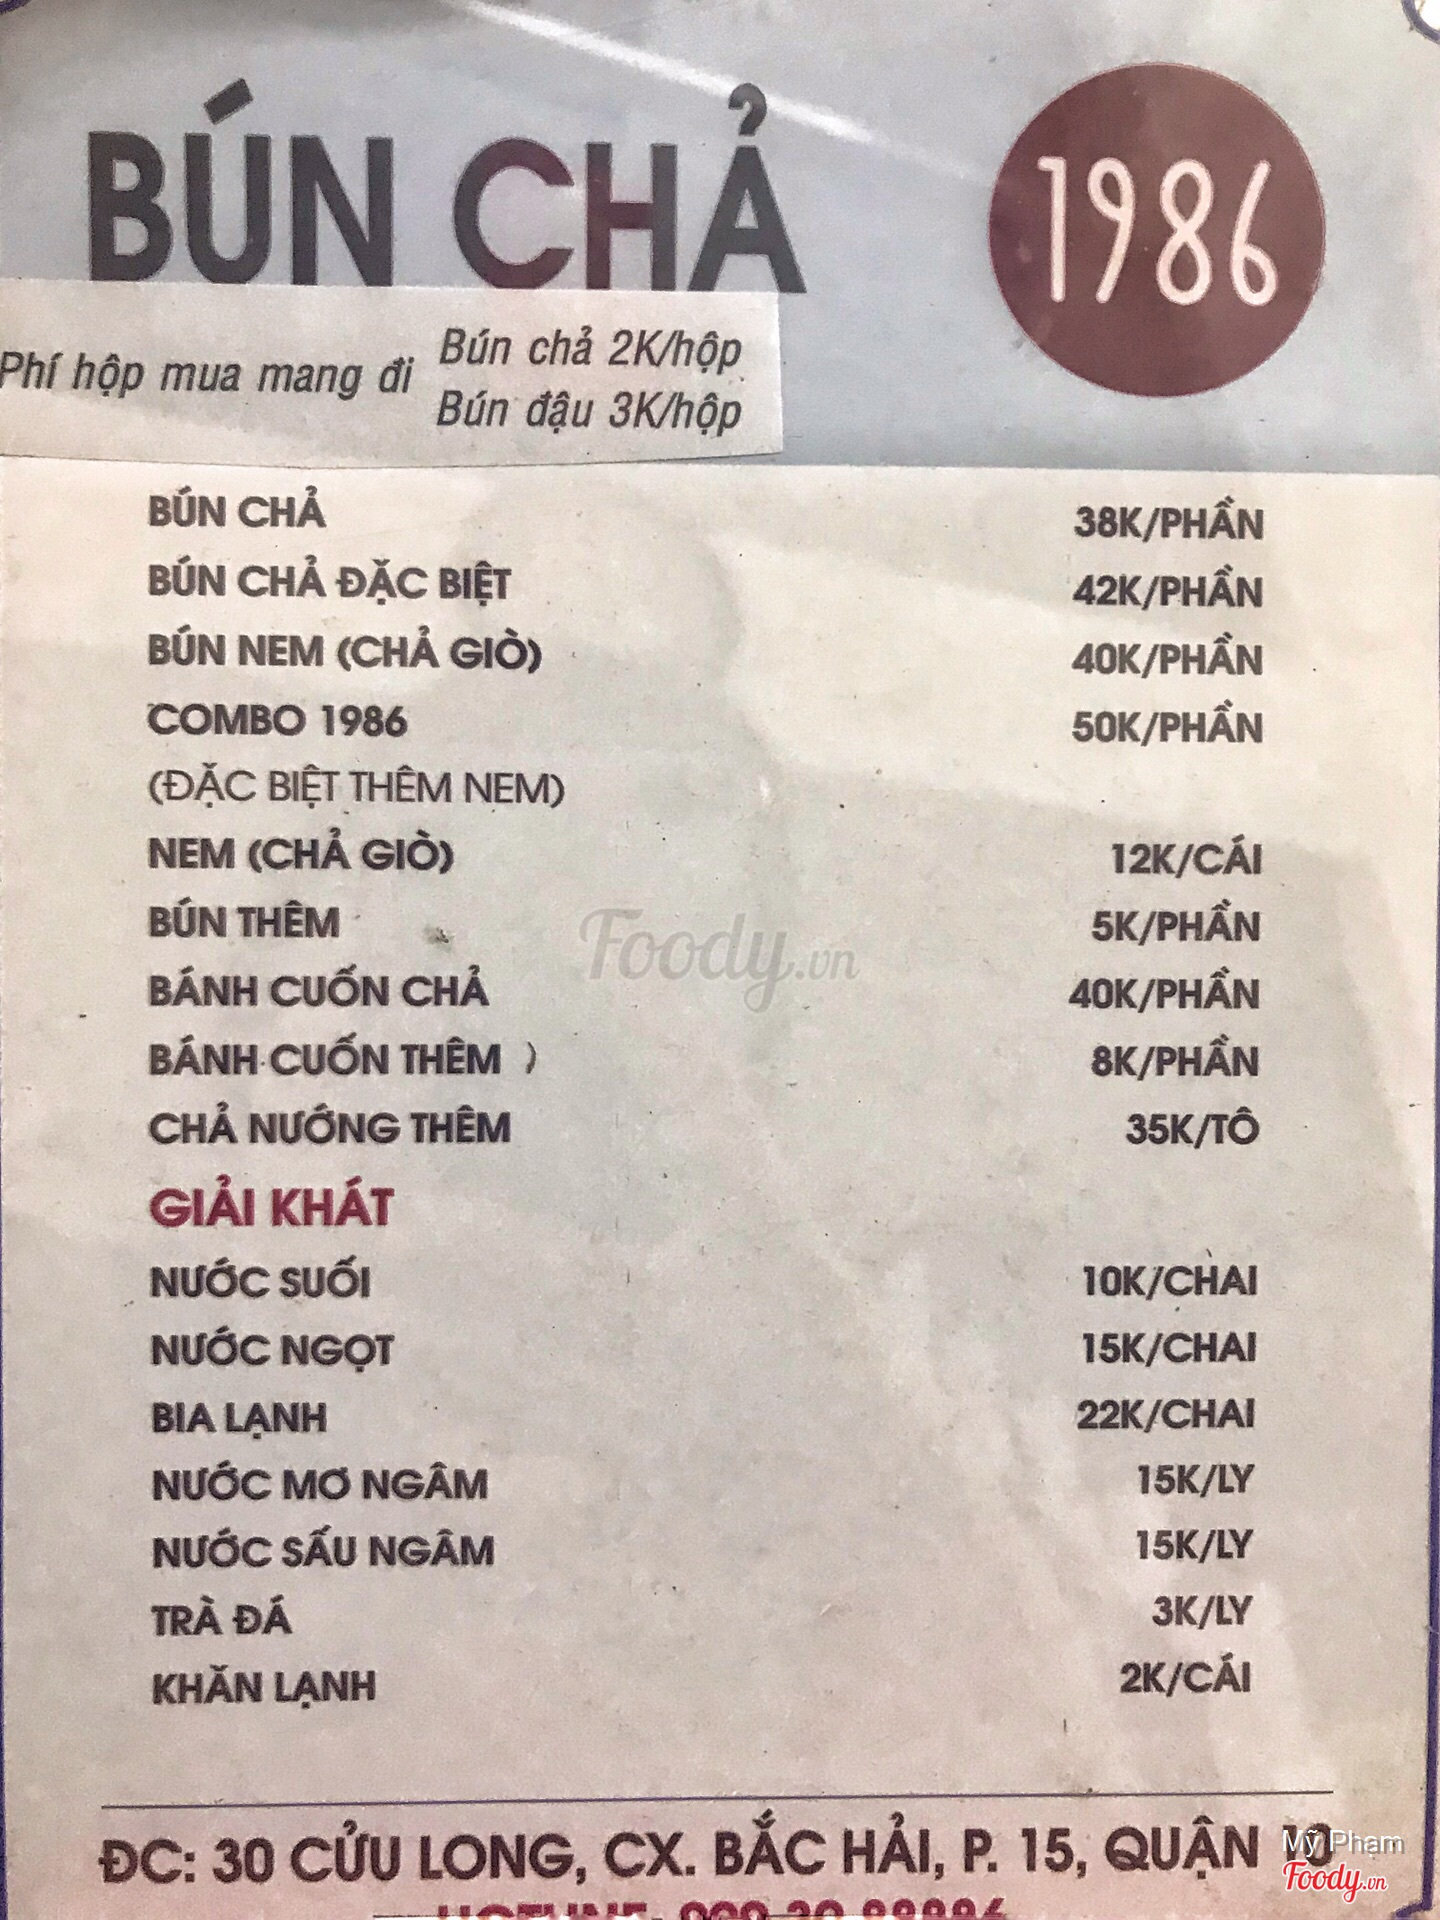 BÚN CHẢ
1986
Phí hộp mua mang đi
Bún chả 2K/hộp
Bún đậu 3K/hộp
BÚN CHẢ 38K/PHẦN
BÚN CHẢ ĐẶC BIỆT 42K/PHẦN
BÚN NEM (CHẢ GIÒ) 40K/PHẦN
COMBO 1986 50K/PHẦN
(ĐẶC BIỆT THÊM NEM)
NEM (CHẢ GIÒ) 12K/CÁI
BÚN THÊM 5K/PHẦN
BÁNH CUỐN CHẢ 40K/PHẦN
BÁNH CUỐN THÊM ) 8K/PHẦN
CHẢ NƯỚNG THÊM 35K/TÔ
GIẢI KHÁT
NƯỚC SUỐI 10K/CHAI
NƯỚC NGỌT 15K/CHAI
BIA LẠNH 22K/CHAI
NƯỚC MƠ NGÂM 15K/LY
NƯỚC SẤU NGÂM 15K/LY
TRÀ ĐÁ 3K/LY
KHĂN LẠNH 2K/CÁI
ĐC: 30 CỬU LONG, CX. BẮC HẢI, P. 15, QUẬN 10
HOTLINE:
Foody.vn
Mỹ Phạm
Foody.vn